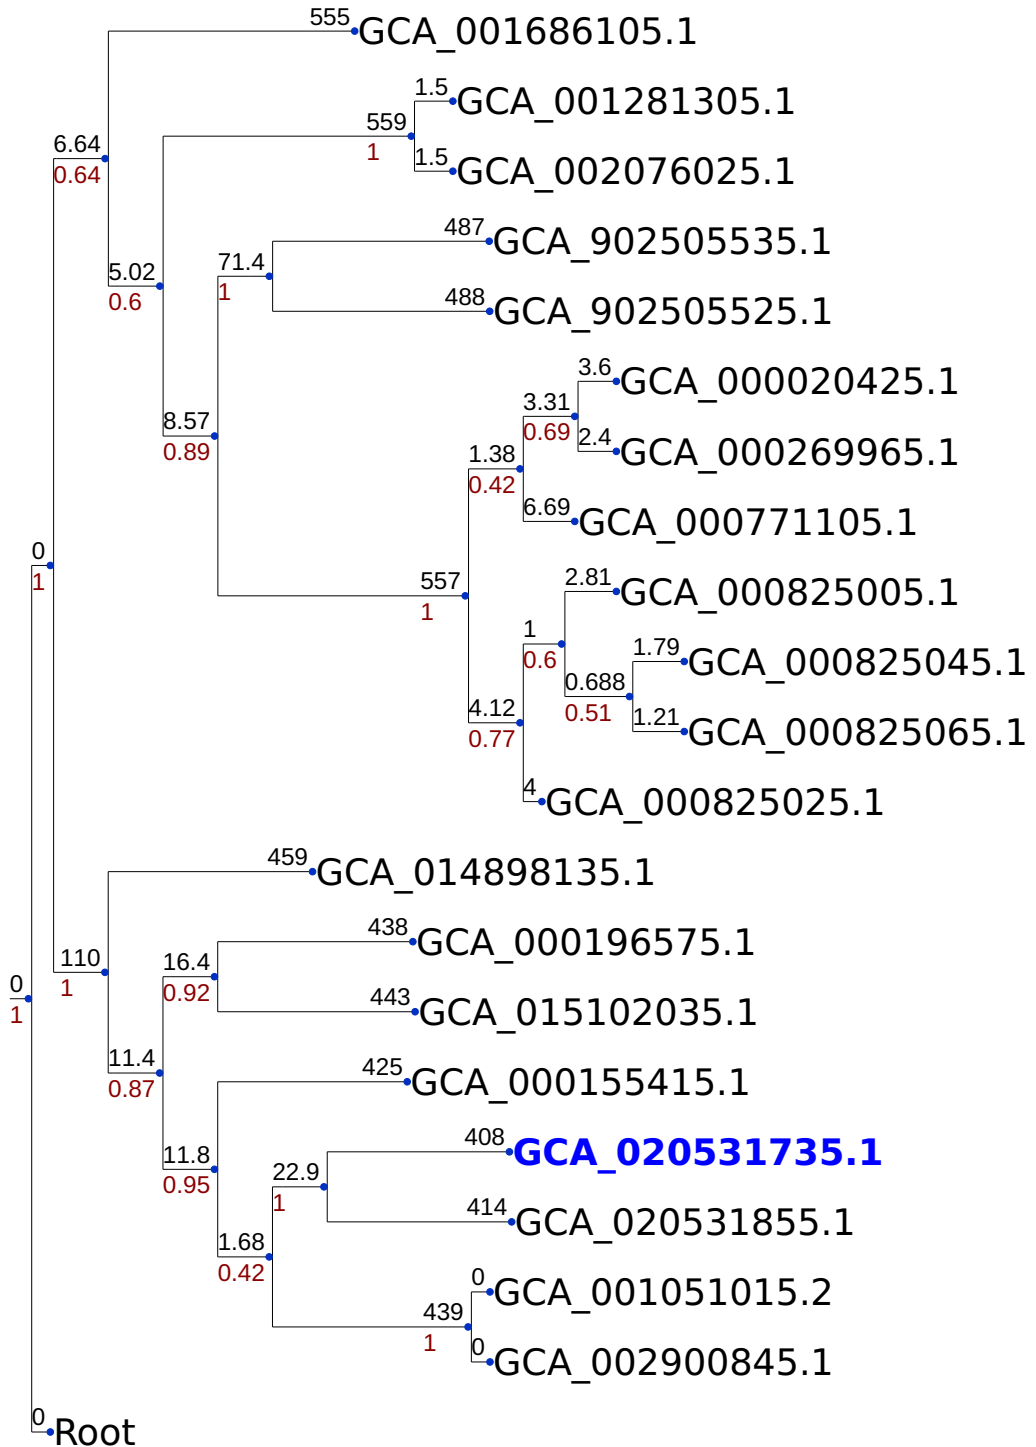 555 GCA_001686105.1
1.5 GCA_001281305.1
559
1
6.64
0.64
1.5 GCA_002076025.1
487 GCA_902505535.1
71.4
1
5.02
0.6
488 GCA_902505525.1
3.6 GCA_000020425.1
3.31
0.69
8.57
0.89
2.4 GCA_000269965.1
1.38
0.42
6.69 GCA_000771105.1
0
1
557
1
2.81 GCA_000825005.1
1
0.6
1.79 GCA_000825045.1
0.688
0.51
4.12
0.77
1.21 GCA_000825065.1
4 GCA_000825025.1
459 GCA_014898135.1
438 GCA_000196575.1
110
1
16.4
0.92
0
1
443 GCA_015102035.1
11.4
0.87
425 GCA_000155415.1
408 GCA_020531735.1
11.8
0.95
22.9
1
414 GCA_020531855.1
1.68
0.42
0 GCA_001051015.2
439
1
0 GCA_002900845.1
0 Root